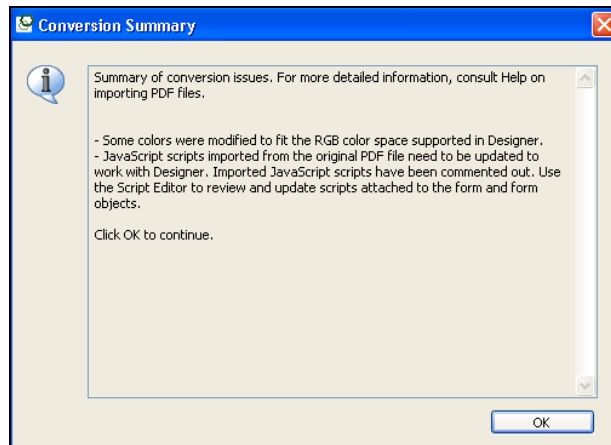 Conversion Summary
Summary of conversion issues. For more detailed information, consult Help on
importing PDF files.
- Some colors were modified to fit the RGB color space supported in Designer.
- JavaScript scripts imported from the original PDF file need to be updated to
work with Designer. Imported JavaScript scripts have been commented out. Use
the Script Editor to review and update scripts attached to the form and form
objects.
Click OK to continue.
OK